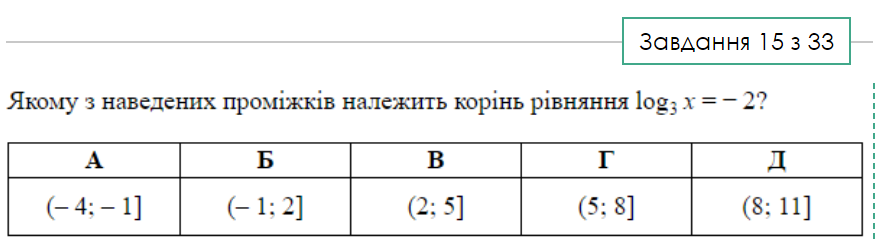 Завдання 15 з 33
Якому з наведених проміжків належить корінь рівняння log₃ x = – 2?
А Б В Г Д
(– 4; – 1] (– 1; 2] (2; 5] (5; 8] (8; 11]